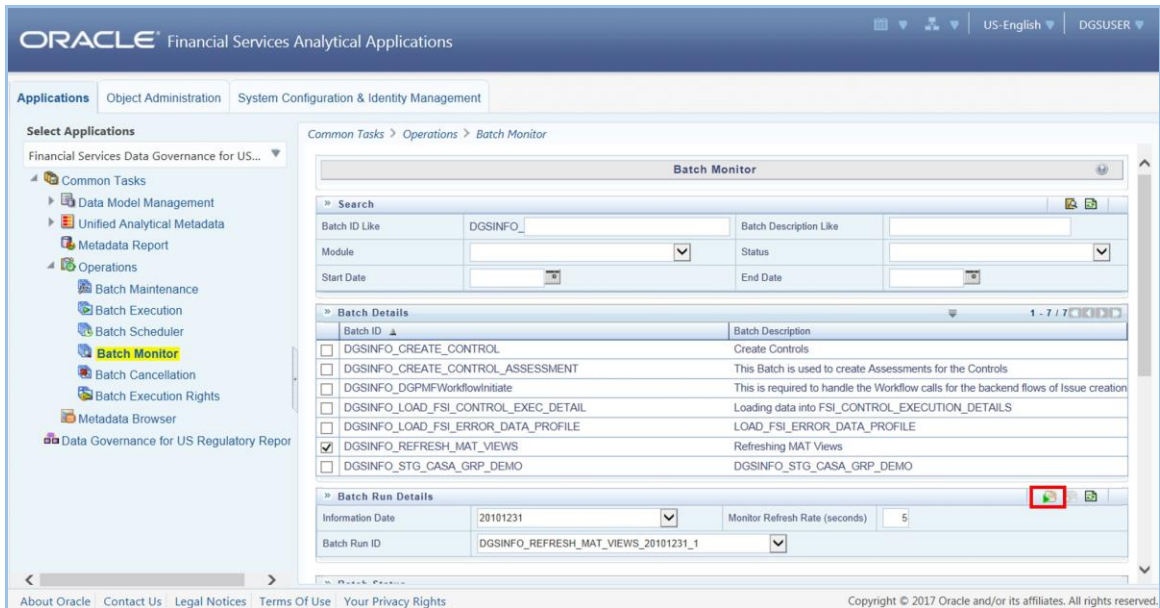 ORACLE® Financial Services Analytical Applications
US-English
DGSUSER
Applications
Object Administration
System Configuration & Identity Management
Select Applications
Financial Services Data Governance for US...
Common Tasks
Data Model Management
Unified Analytical Metadata
Metadata Report
Operations
Batch Maintenance
Batch Execution
Batch Scheduler
Batch Monitor
Batch Cancellation
Batch Execution Rights
Metadata Browser
Data Governance for US Regulatory Repor
Common Tasks > Operations > Batch Monitor
Batch Monitor
» Search
Batch ID Like DGSINFO_ Batch Description Like
Module Status
Start Date End Date
» Batch Details 1 - 7 / 7
Batch ID Batch Description
DGSINFO_CREATE_CONTROL Create Controls
DGSINFO_CREATE_CONTROL_ASSESSMENT This Batch is used to create Assessments for the Controls
DGSINFO_DGPMFWorkflowInitiate This is required to handle the Workflow calls for the backend flows of Issue creation
DGSINFO_LOAD_FSI_CONTROL_EXEC_DETAIL Loading data into FSI_CONTROL_EXECUTION_DETAILS
DGSINFO_LOAD_FSI_ERROR_DATA_PROFILE LOAD_FSI_ERROR_DATA_PROFILE
DGSINFO_REFRESH_MAT_VIEWS Refreshing MAT Views
DGSINFO_STG_CASA_GRP_DEMO DGSINFO_STG_CASA_GRP_DEMO
» Batch Run Details
Information Date 20101231 Monitor Refresh Rate (seconds) 5
Batch Run ID DGSINFO_REFRESH_MAT_VIEWS_20101231_1
» Batch Status
About Oracle Contact Us Legal Notices Terms Of Use Your Privacy Rights
Copyright © 2017 Oracle and/or its affiliates. All rights reserved.